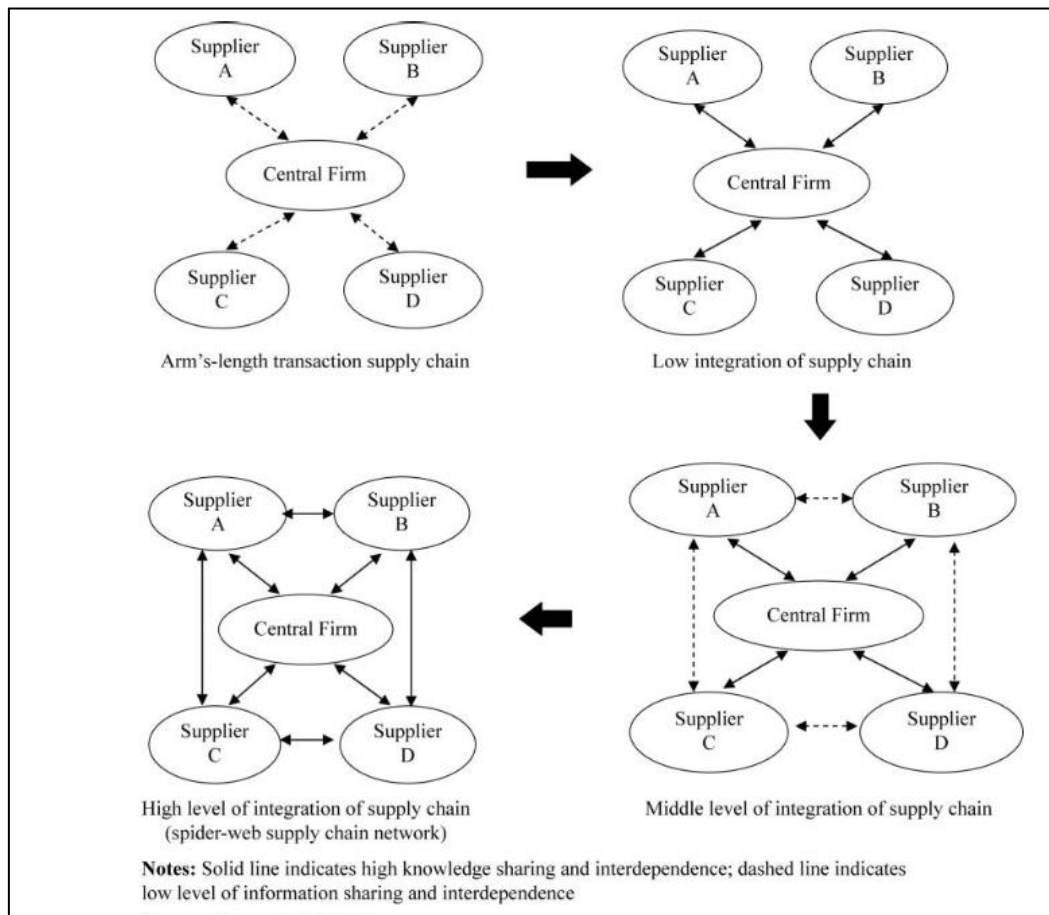 Supplier
A
Supplier
B
Central Firm
Supplier
C
Supplier
D
Arm's-length transaction supply chain
Supplier
A
Supplier
B
Central Firm
Supplier
C
Supplier
D
Low integration of supply chain
Supplier
A
Supplier
B
Central Firm
Supplier
C
Supplier
D
High level of integration of supply chain
(spider-web supply chain network)
Supplier
A
Supplier
B
Central Firm
Supplier
C
Supplier
D
Middle level of integration of supply chain
Notes: Solid line indicates high knowledge sharing and interdependence; dashed line indicates
low level of information sharing and interdependence